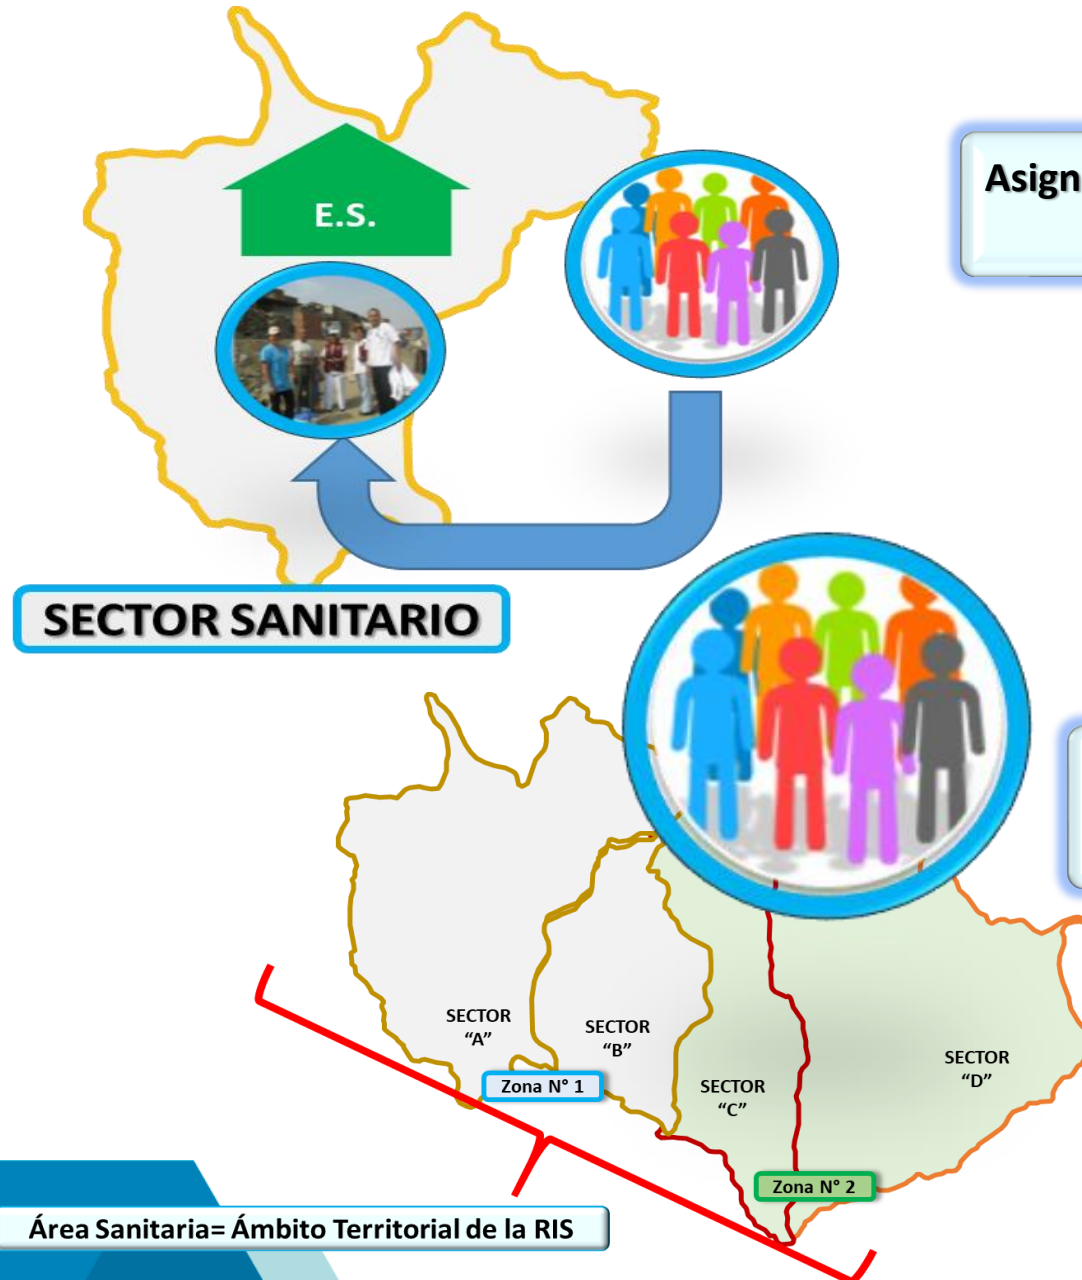 Asign
E.S.
SECTOR SANITARIO
SECTOR
“A”
SECTOR
“B”
SECTOR
“C”
SECTOR
“D”
Zona N° 1
Zona N° 2
Área Sanitaria= Ámbito Territorial de la RIS